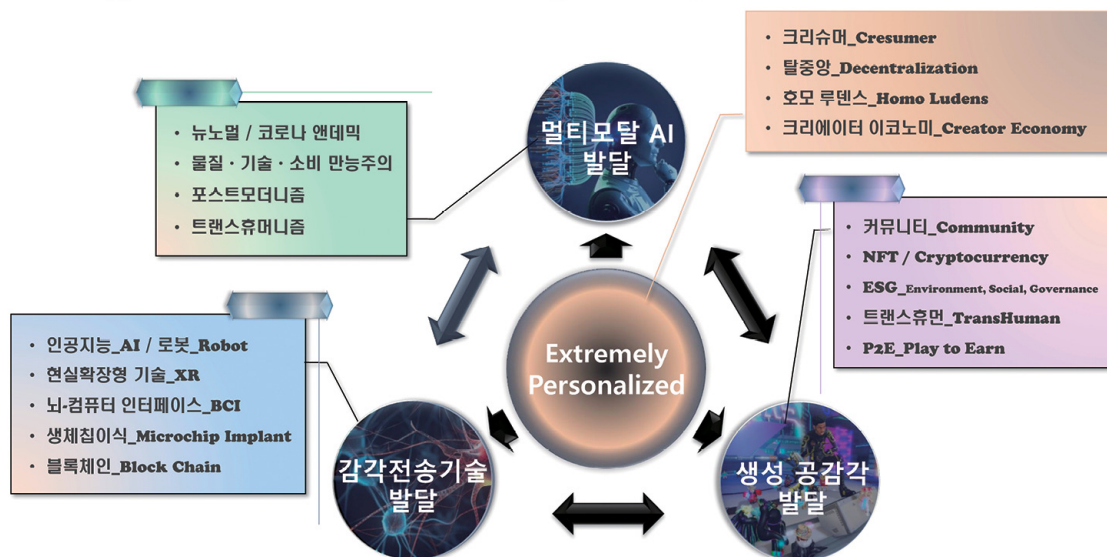 크리슈머_Cresumer
탈중앙_Decentralization
호모 루덴스_Homo Ludens
크리에이터 이코노미_Creator Economy
뉴노멀 / 코로나 앤데믹
물질·기술·소비 만능주의
포스트모더니즘
트랜스휴머니즘
멀티모달 AI
발달
커뮤니티_Community
NFT / Cryptocurrency
ESG_Environment, Social, Governance
트랜스휴먼_TransHuman
P2E_Play to Earn
Extremely
Personalized
인공지능_AI / 로봇_Robot
현실확장형 기술_XR
뇌-컴퓨터 인터페이스_BCI
생체칩이식_Microchip Implant
블록체인_Block Chain
감각전송기술
발달
생성 공감각
발달